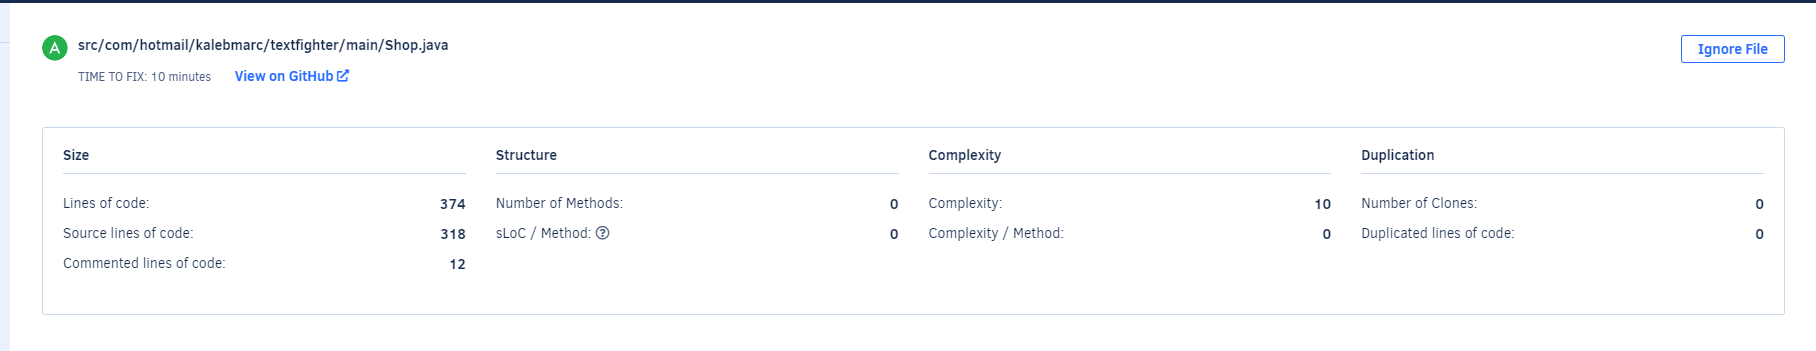 A src/com/hotmail/kalebmarc/textfighter/main/Shop.java
Ignore File
TIME TO FIX: 10 minutes View on GitHub
Size
Lines of code: 374
Source lines of code: 318
Commented lines of code: 12
Structure
Number of Methods: 0
sLoC / Method: ? 0
Complexity
Complexity: 10
Complexity / Method: 0
Duplication
Number of Clones: 0
Duplicated lines of code: 0